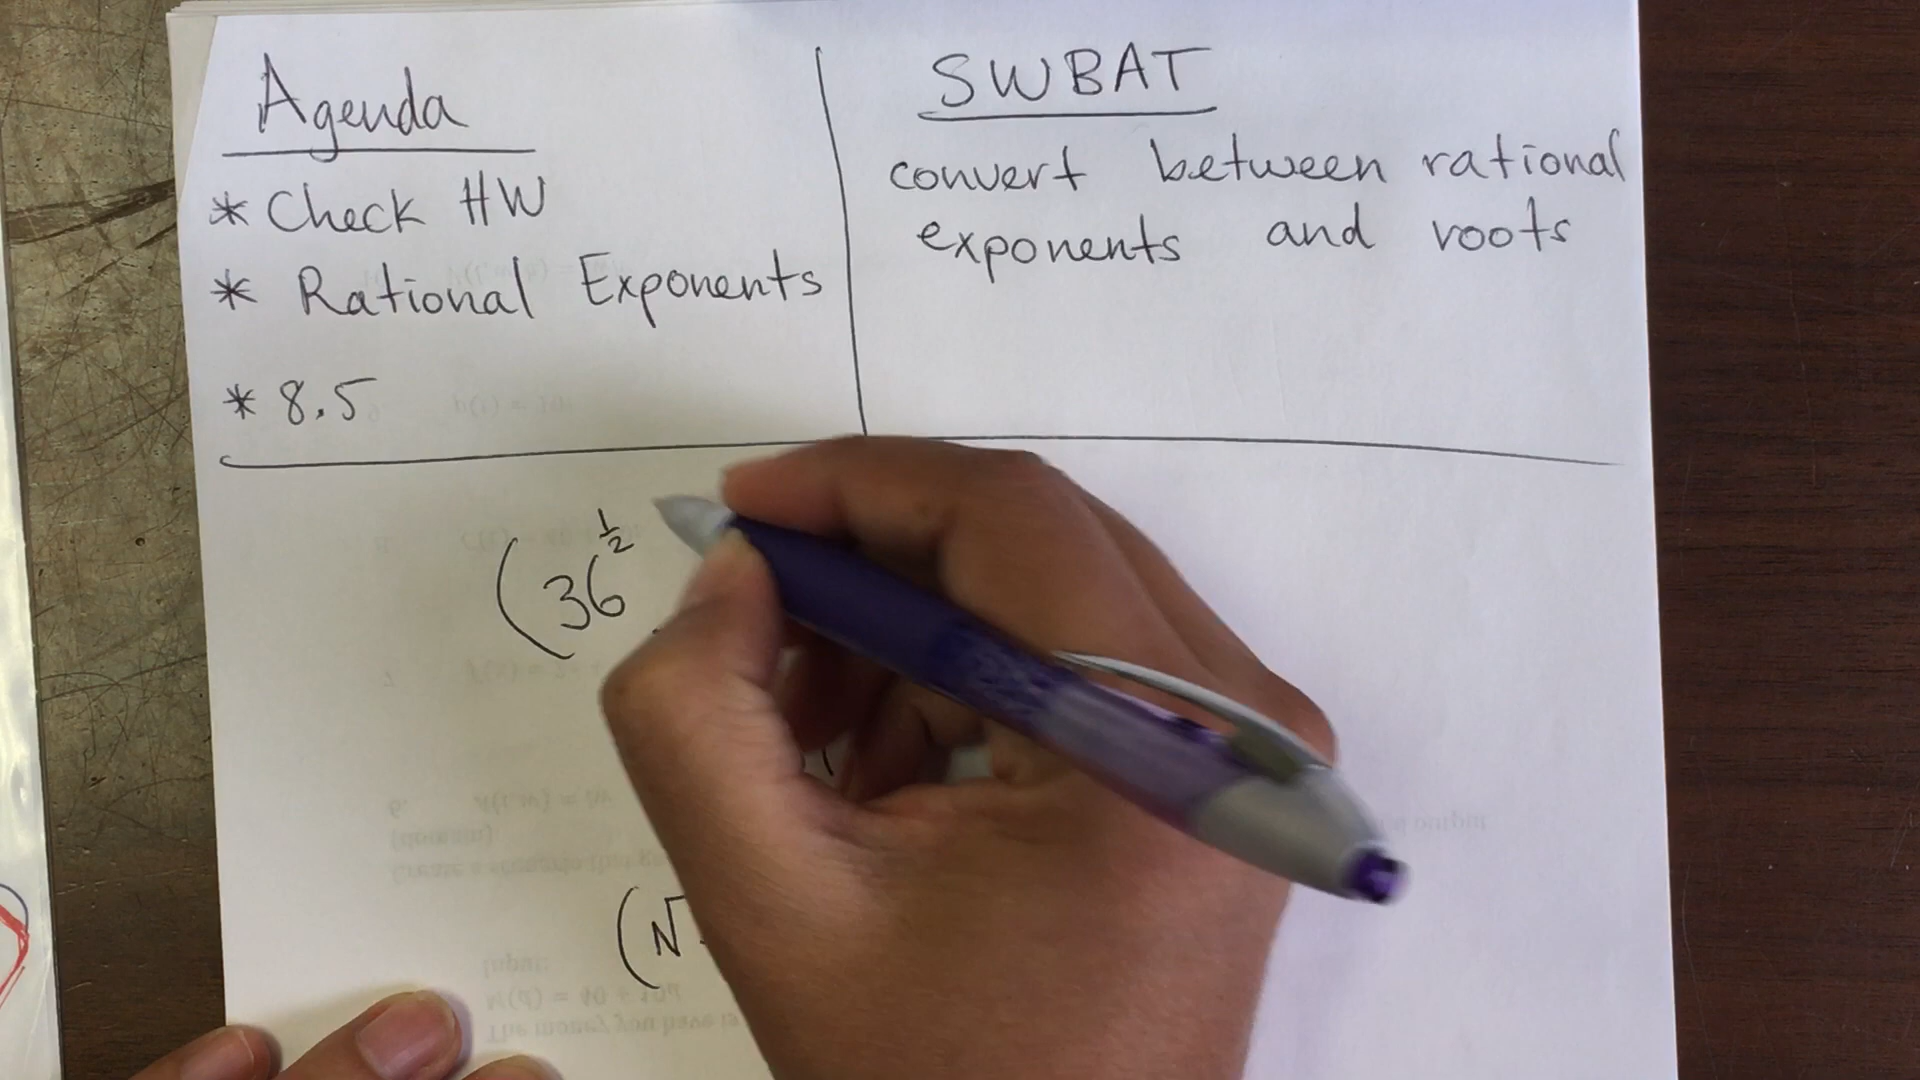 Agenda
* Check HW
* Rational Exponents
* 8.5
SWBAT
convert between rational
exponents and roots
(36^½
(√